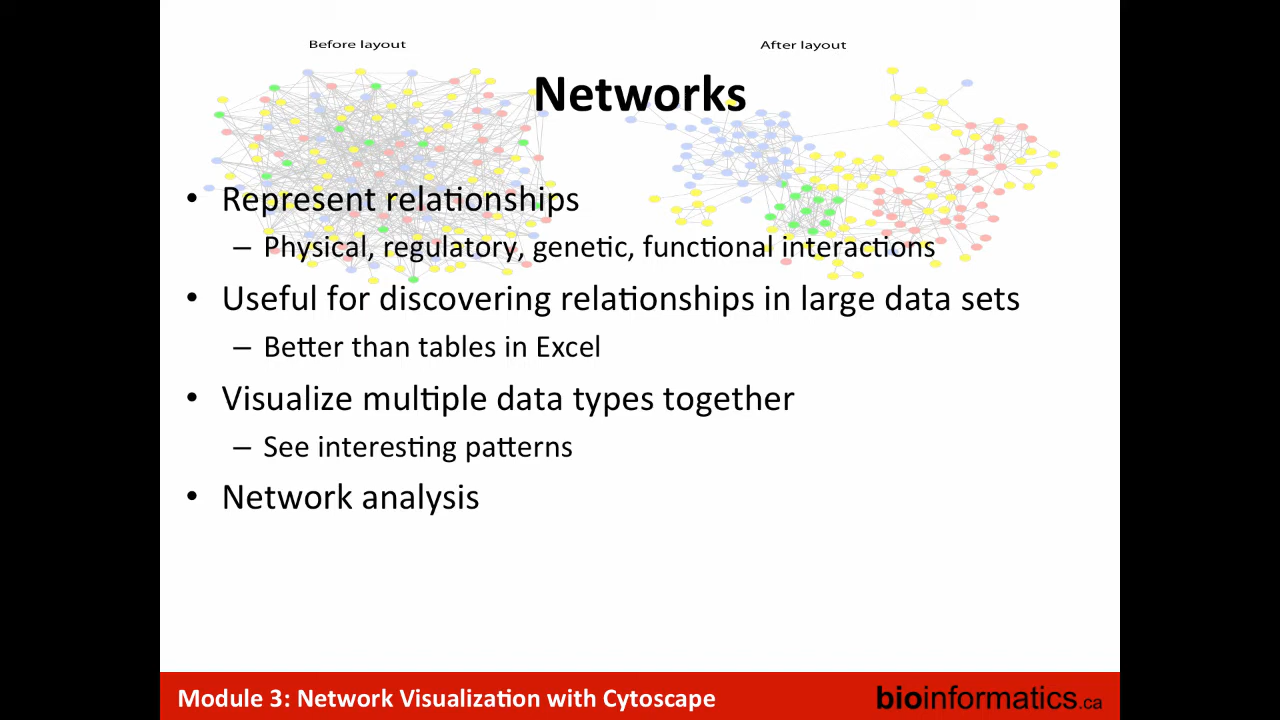 Before layout
After layout
Networks
• Represent relationships
– Physical, regulatory, genetic, functional interactions
• Useful for discovering relationships in large data sets
– Better than tables in Excel
• Visualize multiple data types together
– See interesting patterns
• Network analysis
Module 3: Network Visualization with Cytoscape
bioinformatics.ca